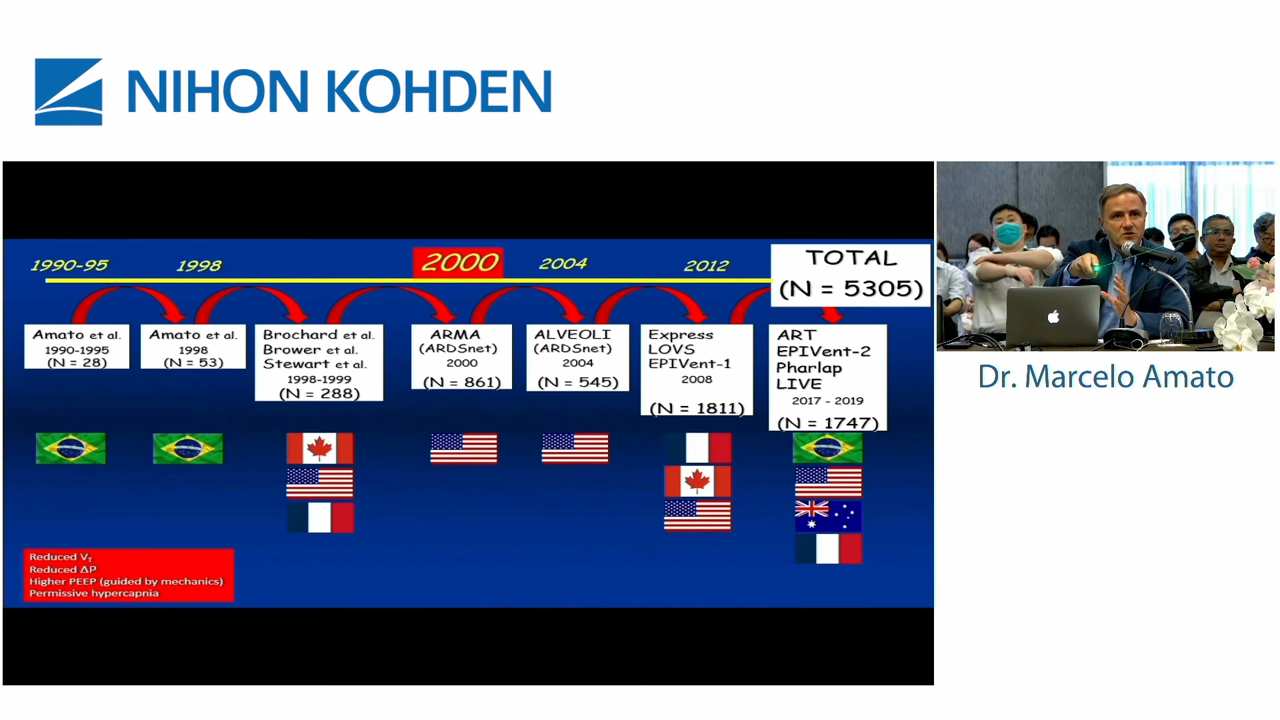 NIHON KOHDEN
1990-95
1998
2000
2004
2012
TOTAL
(N = 5305)
Amato et al.
1990-1995
(N = 28)
Amato et al.
1998
(N = 53)
Brochard et al.
Brower et al.
Stewart et al.
1998-1999
(N = 288)
ARMA
(ARDSnet)
2000
(N = 861)
ALVEOLI
(ARDSnet)
2004
(N = 545)
Express
LOVS
EPIVent-1
2008
(N = 1811)
ART
EPIVent-2
Pharlap
LIVE
2017 - 2019
(N = 1747)
Reduced VT
Reduced ΔP
Higher PEEP (guided by mechanics)
Permissive hypercapnia
Dr. Marcelo Amato